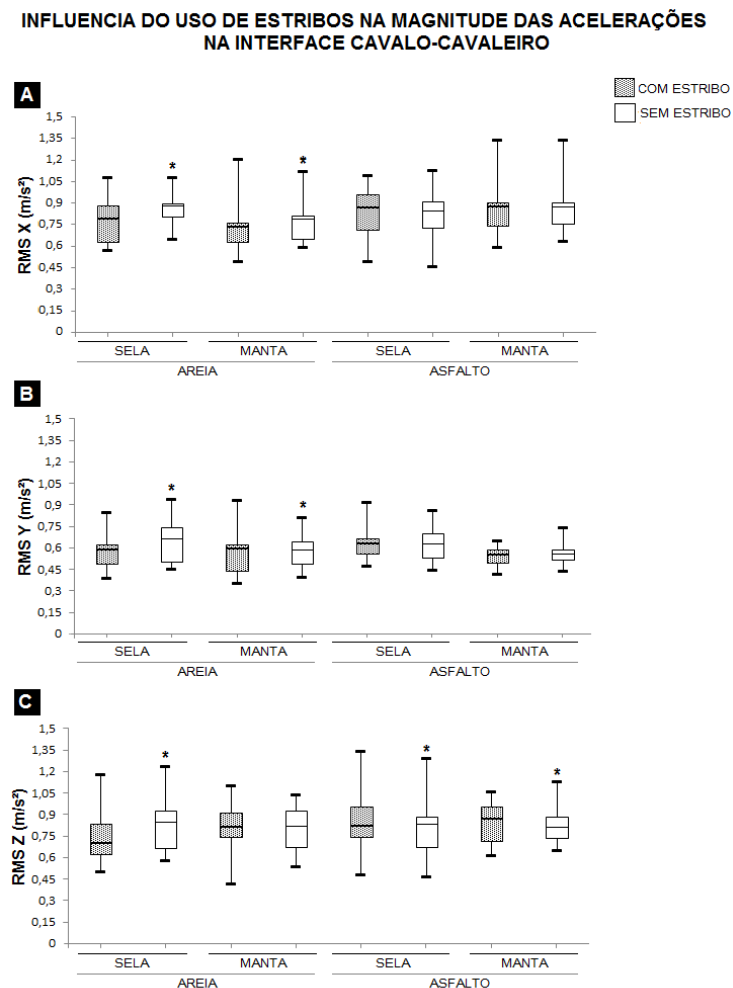 INFLUENCIA DO USO DE ESTRIBOS NA MAGNITUDE DAS ACELERAÇÕES
NA INTERFACE CAVALO-CAVALEIRO
COM ESTRIBO
SEM ESTRIBO
A
RMS X (m/s²)
1,5
1,35
1,2
1,05
0,9
0,75
0,6
0,45
0,3
0,15
0
* *
SELA MANTA SELA MANTA
AREIA ASFALTO
B
RMS Y (m/s²)
1,5
1,35
1,2
1,05
0,9
0,75
0,6
0,45
0,3
0,15
0
* *
SELA MANTA SELA MANTA
AREIA ASFALTO
C
RMS Z (m/s²)
1,5
1,35
1,2
1,05
0,9
0,75
0,6
0,45
0,3
0,15
0
* * *
SELA MANTA SELA MANTA
AREIA ASFALTO